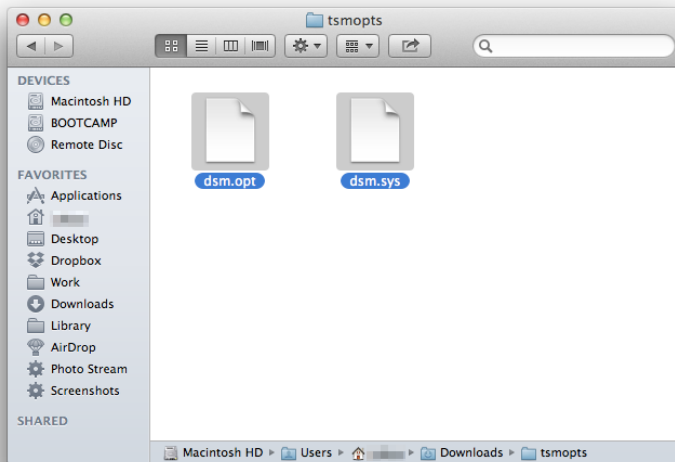 tsmopts
DEVICES
Macintosh HD
BOOTCAMP
Remote Disc
FAVORITES
Applications
Desktop
Dropbox
Work
Downloads
Library
AirDrop
Photo Stream
Screenshots
SHARED
dsm.opt
dsm.sys
Macintosh HD Users Downloads tsmopts